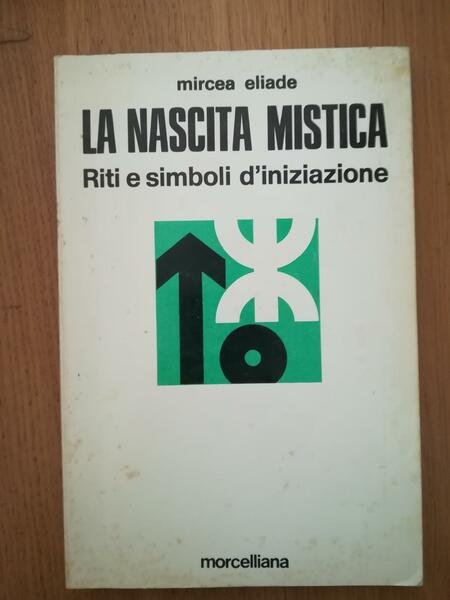 mircea eliade
LA NASCITA MISTICA
Riti e simboli d'iniziazione
morcelliana